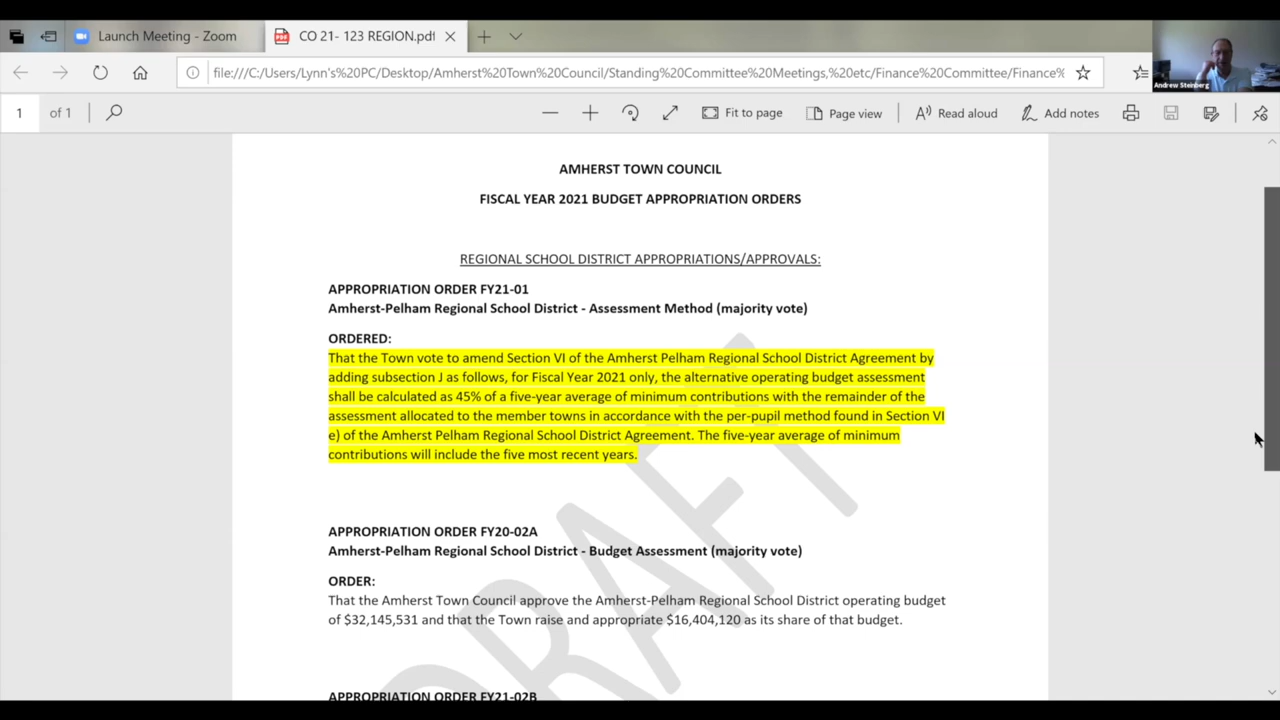 Launch Meeting - Zoom
CO 21- 123 REGION.pdf
file:///C:/Users/Lynn's%20PC/Desktop/Amherst%20Town%20Council/Standing%20Committee%20Meetings,%20etc/Finance%20Committee/Finance%
Andrew Steinberg
1 of 1
Fit to page
Page view
Read aloud
Add notes
AMHERST TOWN COUNCIL
FISCAL YEAR 2021 BUDGET APPROPRIATION ORDERS
REGIONAL SCHOOL DISTRICT APPROPRIATIONS/APPROVALS:
APPROPRIATION ORDER FY21-01
Amherst-Pelham Regional School District - Assessment Method (majority vote)
ORDERED:
That the Town vote to amend Section VI of the Amherst Pelham Regional School District Agreement by
adding subsection J as follows, for Fiscal Year 2021 only, the alternative operating budget assessment
shall be calculated as 45% of a five-year average of minimum contributions with the remainder of the
assessment allocated to the member towns in accordance with the per-pupil method found in Section VI
e) of the Amherst Pelham Regional School District Agreement. The five-year average of minimum
contributions will include the five most recent years.
APPROPRIATION ORDER FY20-02A
Amherst-Pelham Regional School District - Budget Assessment (majority vote)
ORDER:
That the Amherst Town Council approve the Amherst-Pelham Regional School District operating budget
of $32,145,531 and that the Town raise and appropriate $16,404,120 as its share of that budget.
APPROPRIATION ORDER FY21-02B
DRAFT